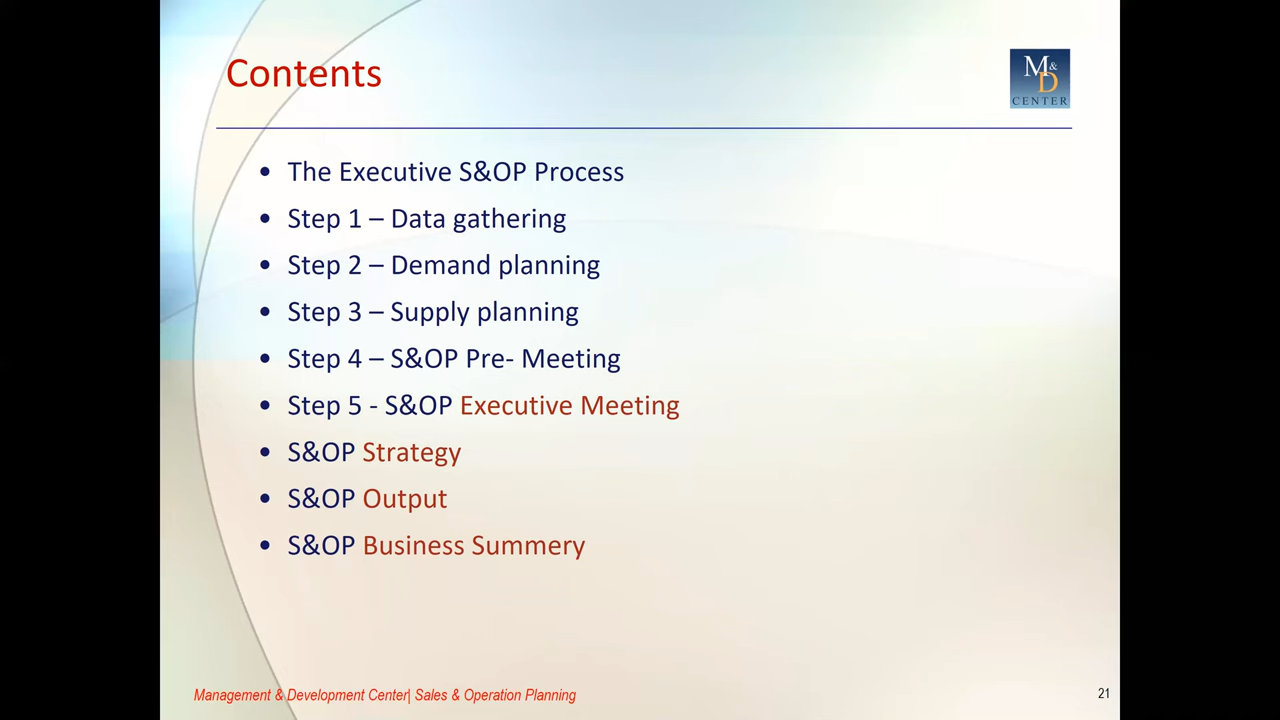 Contents
M&D
CENTER
• The Executive S&OP Process
• Step 1 – Data gathering
• Step 2 – Demand planning
• Step 3 – Supply planning
• Step 4 – S&OP Pre- Meeting
• Step 5 - S&OP Executive Meeting
• S&OP Strategy
• S&OP Output
• S&OP Business Summery
Management & Development Center| Sales & Operation Planning
21